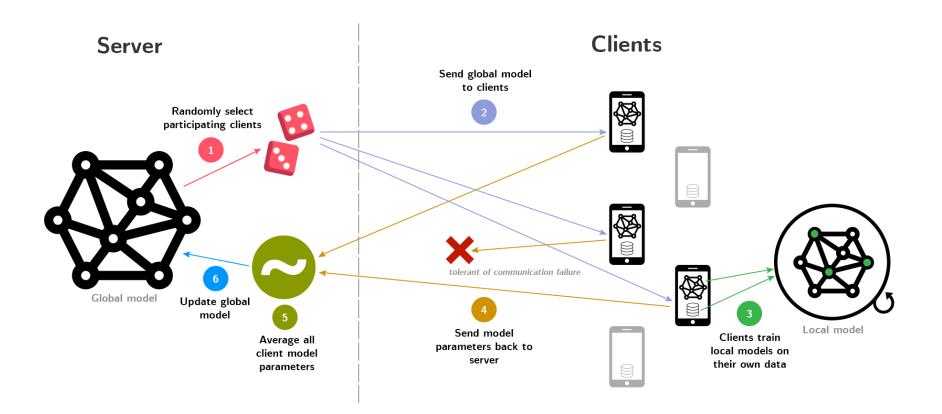 Server
Clients
Send global model
to clients
2
Randomly select
participating clients
1
tolerant of communication failure
Global model
6
Update global
model
5
Average all
client model
parameters
4
Send model
parameters back to
server
3
Clients train
local models on
their own data
Local model